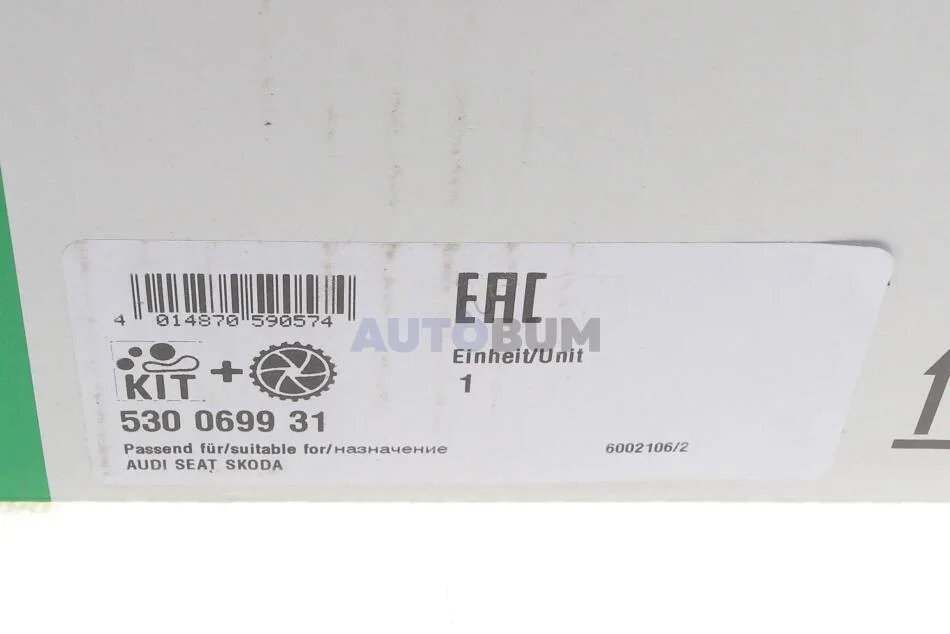 4 014870 590574
EAC
AUTOBUM
Einheit/Unit
1
KIT +
530 0699 31
Passend für/suitable for/назначение
AUDI SEAT SKODA
6002106/2